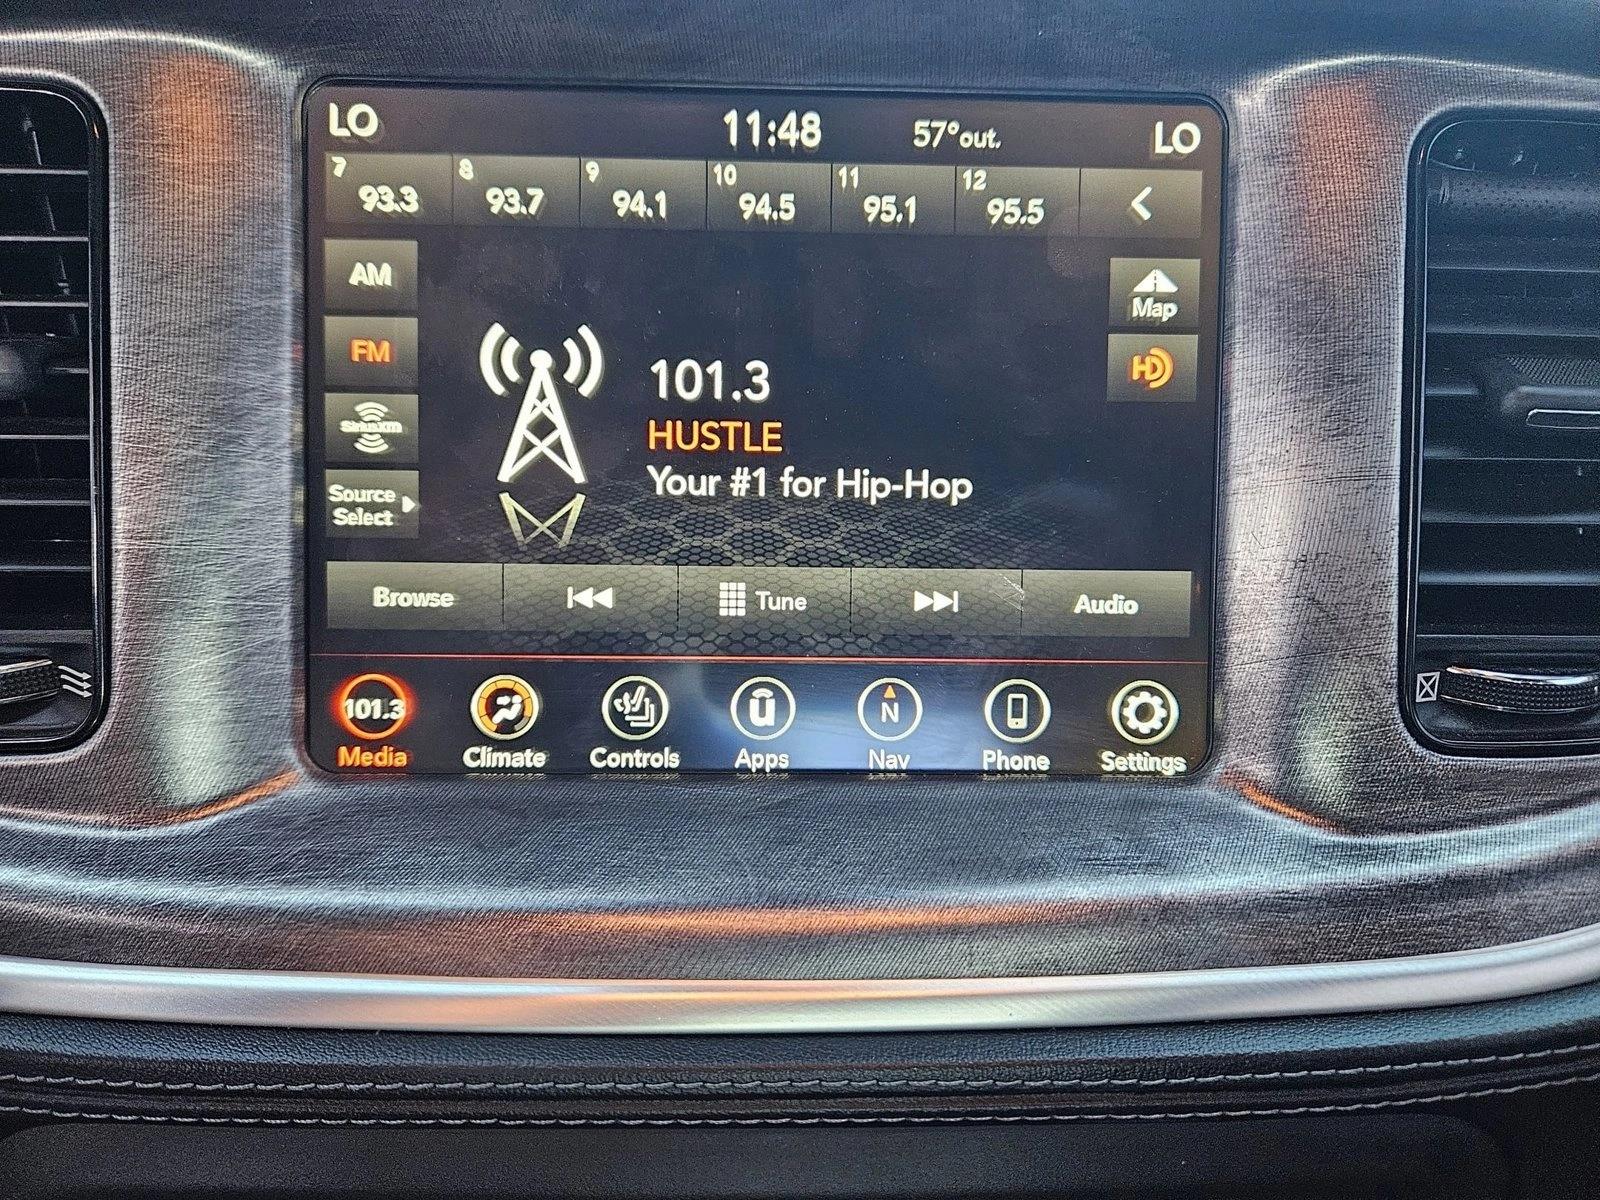 LO 11:48 57°out. LO
7 93.3 8 93.7 9 94.1 10 94.5 11 95.1 12 95.5
AM
Map
FM
HD
101.3
HUSTLE
SiriusXM
Your #1 for Hip-Hop
Source
Select
Browse Tune Audio
101.3 u N
Media Climate Controls Apps Nav Phone Settings